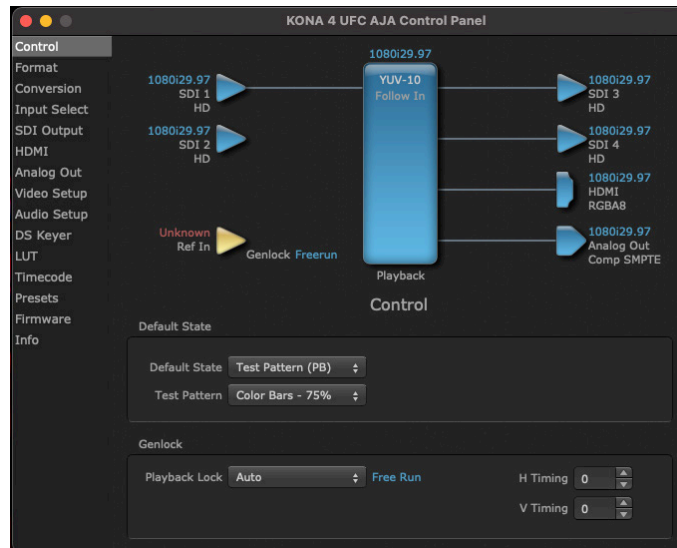 KONA 4 UFC AJA Control Panel
Control
Format
Conversion
Input Select
SDI Output
HDMI
Analog Out
Video Setup
Audio Setup
DS Keyer
LUT
Timecode
Presets
Firmware
Info
1080i29.97
YUV-10
Follow In
1080i29.97
SDI 1
HD
1080i29.97
SDI 2
HD
Unknown
Ref In
Genlock Freerun
1080i29.97
SDI 3
HD
1080i29.97
SDI 4
HD
1080i29.97
HDMI
RGBA8
1080i29.97
Analog Out
Comp SMPTE
Playback
Control
Default State
Default State Test Pattern (PB)
Test Pattern Color Bars - 75%
Genlock
Playback Lock Auto Free Run H Timing 0
V Timing 0